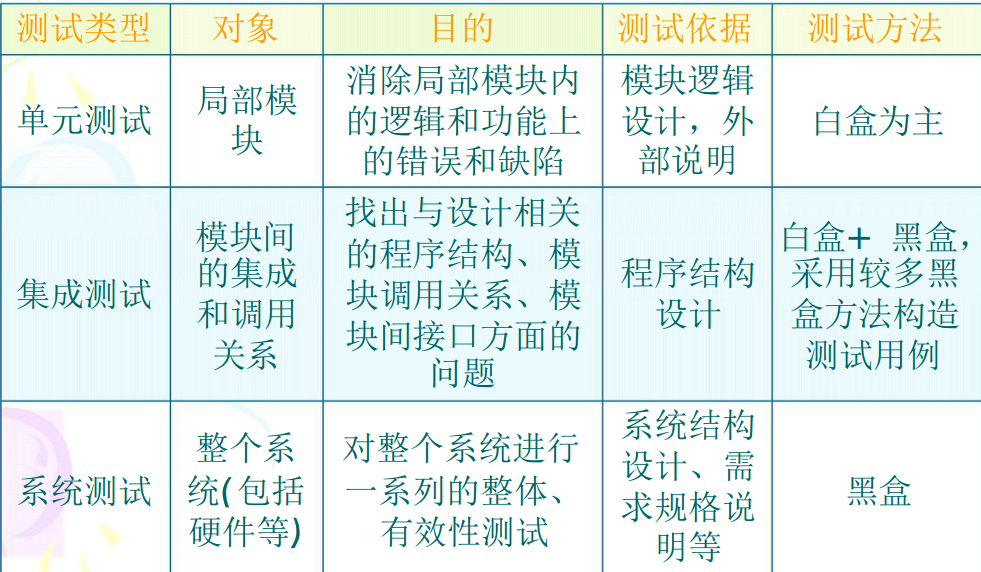 测试类型 对象 目的 测试依据 测试方法
单元测试
局部模
块
消除局部模块内
的逻辑和功能上
的错误和缺陷
模块逻辑
设计，外
部说明
白盒为主
集成测试
模块间
的集成
和调用
关系
找出与设计相关
的程序结构、模
块调用关系、模
块间接口方面的
问题
程序结构
设计
白盒+ 黑盒，
采用较多黑
盒方法构造
测试用例
系统测试
整个系
统(包括
硬件等)
对整个系统进行
一系列的整体、
有效性测试
系统结构
设计、需
求规格说
明等
黑盒